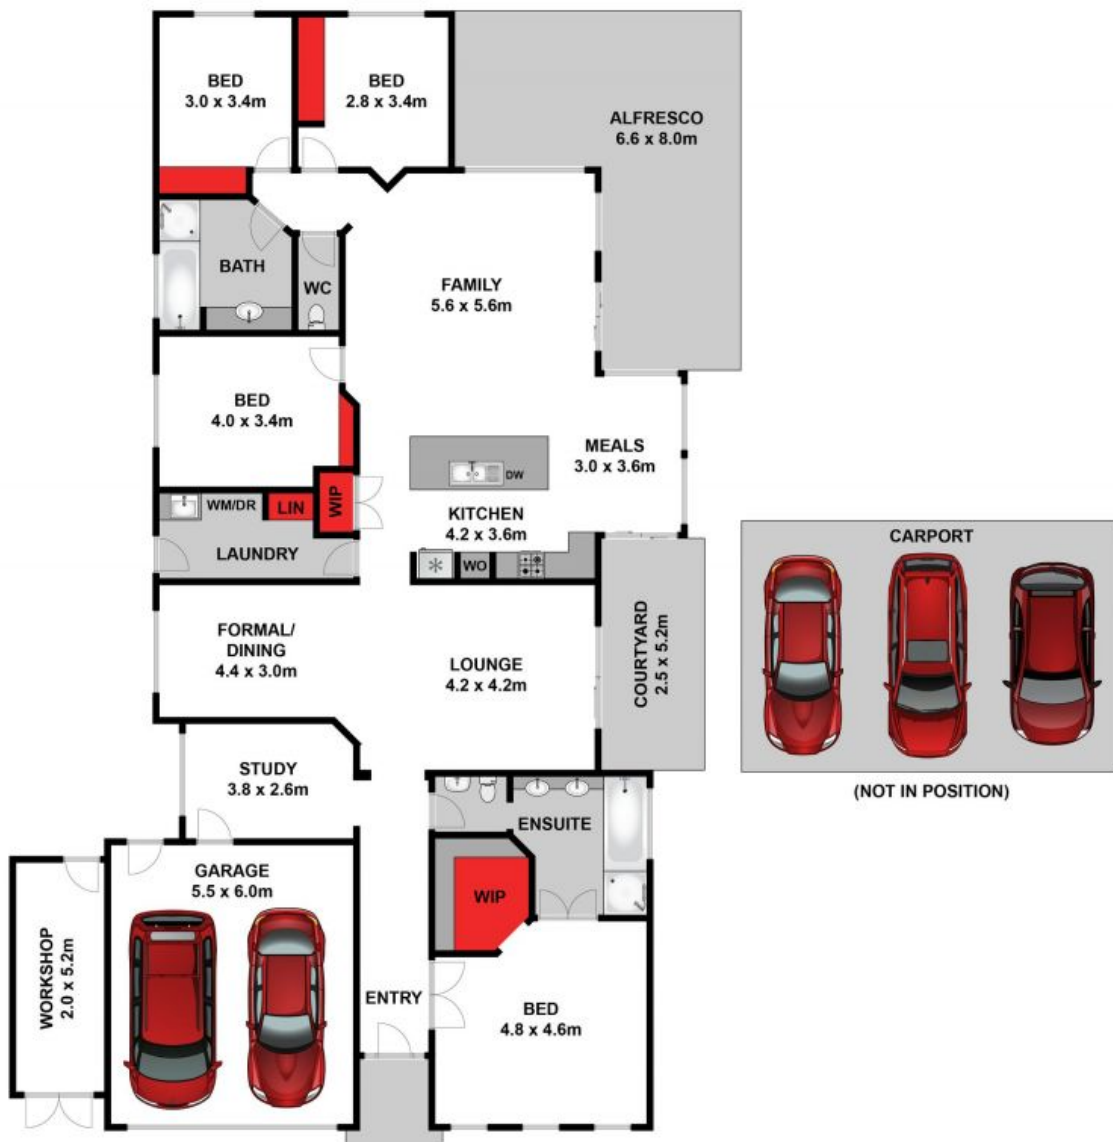 BED
3.0 x 3.4m
BED
2.8 x 3.4m
ALFRESCO
6.6 x 8.0m
BATH
WC
FAMILY
5.6 x 5.6m
BED
4.0 x 3.4m
MEALS
3.0 x 3.6m
DW
WM/DR
LIN
WIP
KITCHEN
4.2 x 3.6m
LAUNDRY
WO
CARPORT
FORMAL/
DINING
4.4 x 3.0m
LOUNGE
4.2 x 4.2m
COURTYARD
2.5 x 5.2m
(NOT IN POSITION)
STUDY
3.8 x 2.6m
ENSUITE
GARAGE
5.5 x 6.0m
WIP
WORKSHOP
2.0 x 5.2m
ENTRY
BED
4.8 x 4.6m